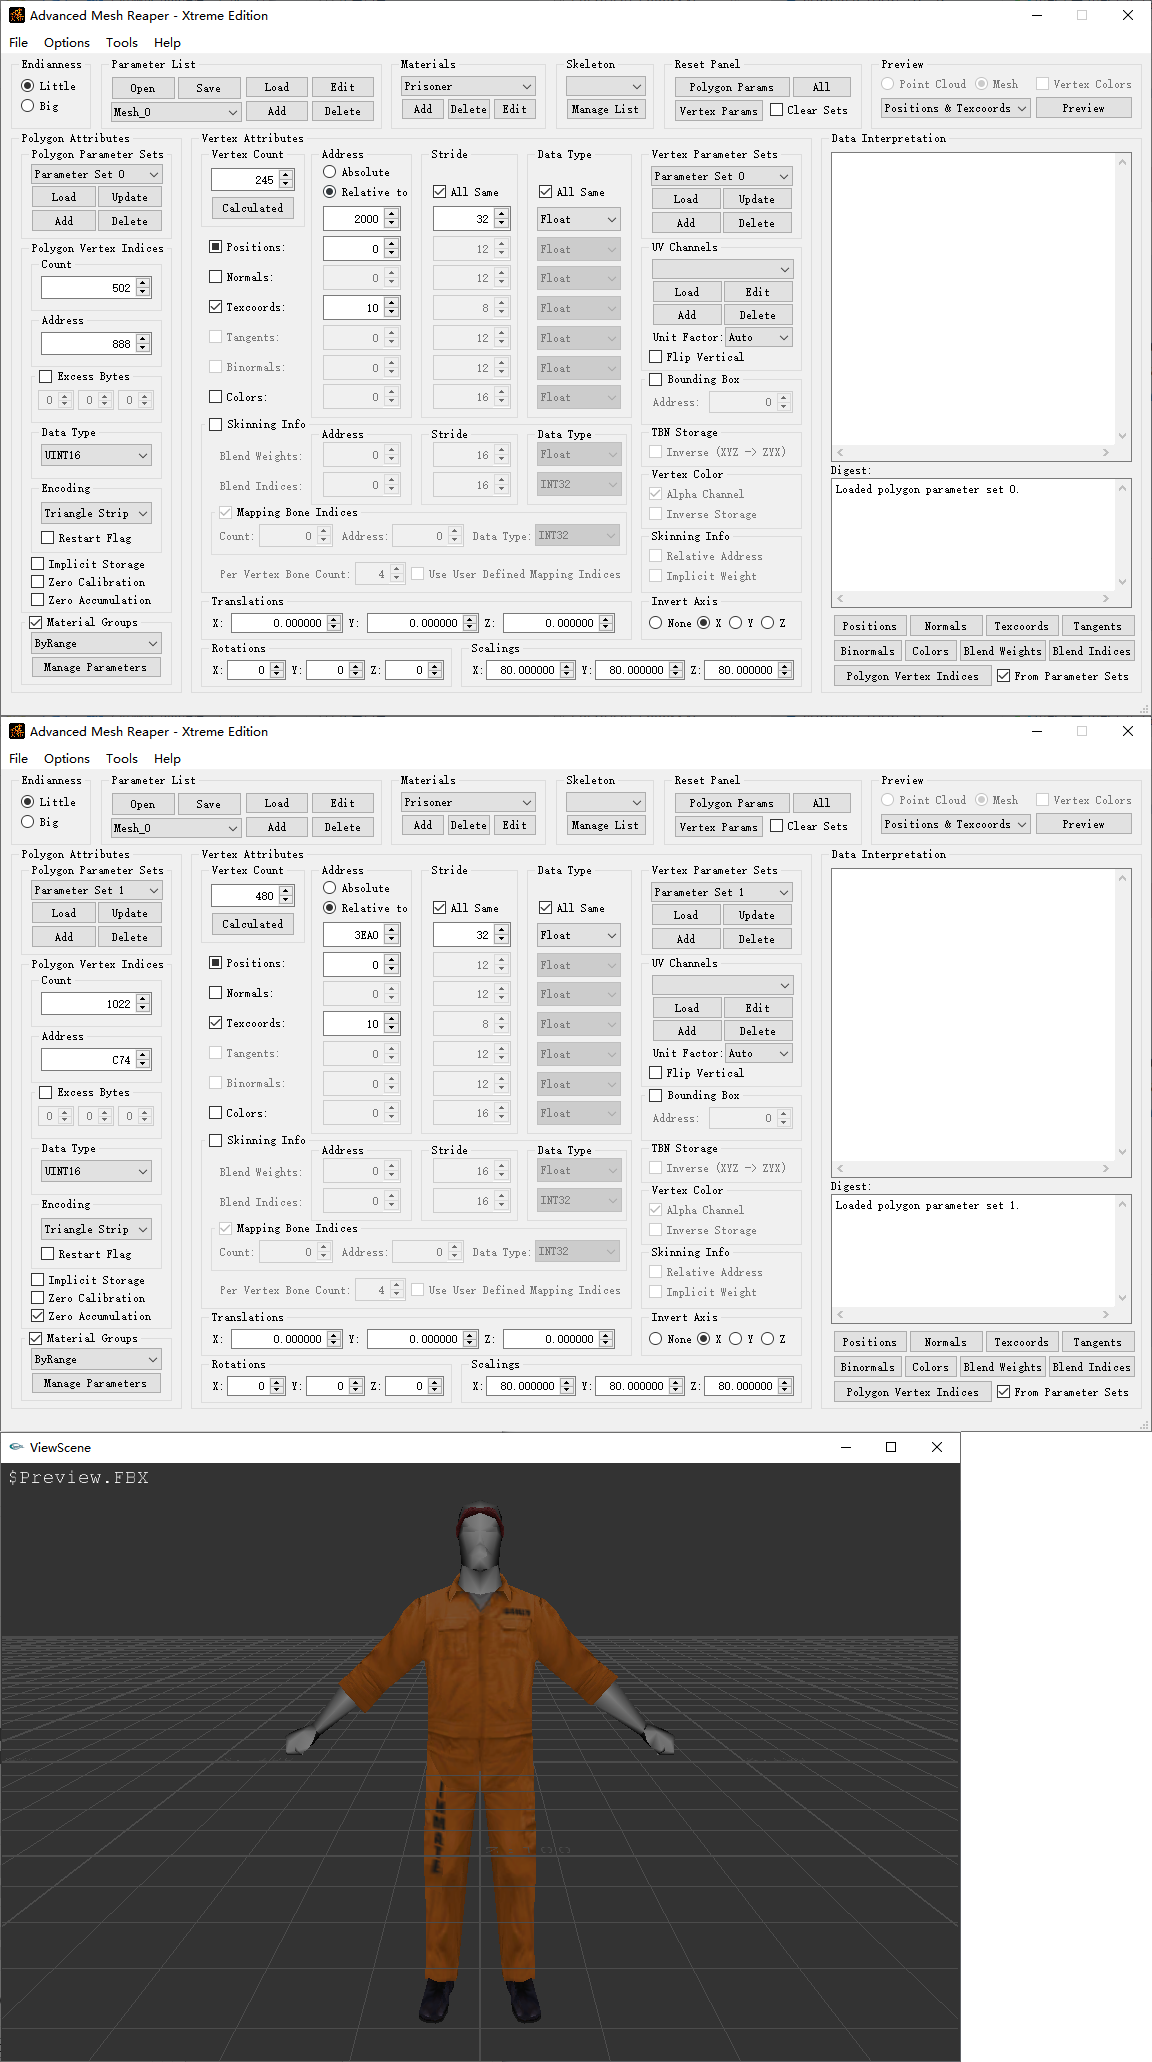 Advanced Mesh Reaper - Xtreme Edition
File Options Tools Help
Endianness Parameter List Materials Skeleton Reset Panel Preview
Little Open Save Load Edit Prisoner Polygon Params All Point Cloud Mesh Vertex Colors
Big Mesh_0 Add Delete Add Delete Edit Manage List Vertex Params Clear Sets Positions & Texcoords Preview
Polygon Attributes Vertex Attributes Data Interpretation
Polygon Parameter Sets Vertex Count Address Stride Data Type Vertex Parameter Sets
Parameter Set 0 245 Absolute Parameter Set 0
Load Update Calculated Relative to All Same All Same Load Update
Add Delete 2000 32 Float Add Delete
Polygon Vertex Indices Positions: 0 12 Float UV Channels
Count
502 Normals: 0 12 Float Load Edit
Address Texcoords: 10 8 Float Add Delete
888 Tangents: 0 12 Float Unit Factor: Auto
Flip Vertical
Excess Bytes Binormals: 0 12 Float Bounding Box
0 0 0 Colors: 0 16 Float Address: 0
Data Type Skinning Info Address Stride Data Type TBN Storage
UINT16 Blend Weights: 0 16 Float Inverse (XYZ -> ZYX)
Digest:
Encoding Blend Indices: 0 16 INT32 Vertex Color
Alpha Channel Loaded polygon parameter set 0.
Triangle Strip Mapping Bone Indices Inverse Storage
Restart Flag Count: 0 Address: 0 Data Type: INT32 Skinning Info
Implicit Storage Relative Address
Zero Calibration Per Vertex Bone Count: 4 Use User Defined Mapping Indices Implicit Weight
Zero Accumulation Translations Invert Axis
Material Groups X: 0.000000 Y: 0.000000 Z: 0.000000 None X Y Z Positions Normals Texcoords Tangents
ByRange Rotations Scalings Binormals Colors Blend Weights Blend Indices
Manage Parameters X: 0 Y: 0 Z: 0 X: 80.000000 Y: 80.000000 Z: 80.000000 Polygon Vertex Indices From Parameter Sets
Advanced Mesh Reaper - Xtreme Edition
File Options Tools Help
Endianness Parameter List Materials Skeleton Reset Panel Preview
Little Open Save Load Edit Prisoner Polygon Params All Point Cloud Mesh Vertex Colors
Big Mesh_0 Add Delete Add Delete Edit Manage List Vertex Params Clear Sets Positions & Texcoords Preview
Polygon Attributes Vertex Attributes Data Interpretation
Polygon Parameter Sets Vertex Count Address Stride Data Type Vertex Parameter Sets
Parameter Set 1 480 Absolute Parameter Set 1
Load Update Calculated Relative to All Same All Same Load Update
Add Delete 3EA0 32 Float Add Delete
Polygon Vertex Indices Positions: 0 12 Float UV Channels
Count
1022 Normals: 0 12 Float Load Edit
Address Texcoords: 10 8 Float Add Delete
C74 Tangents: 0 12 Float Unit Factor: Auto
Flip Vertical
Excess Bytes Binormals: 0 12 Float Bounding Box
0 0 0 Colors: 0 16 Float Address: 0
Data Type Skinning Info Address Stride Data Type TBN Storage
UINT16 Blend Weights: 0 16 Float Inverse (XYZ -> ZYX)
Digest:
Encoding Blend Indices: 0 16 INT32 Vertex Color
Alpha Channel Loaded polygon parameter set 1.
Triangle Strip Mapping Bone Indices Inverse Storage
Restart Flag Count: 0 Address: 0 Data Type: INT32 Skinning Info
Implicit Storage Relative Address
Zero Calibration Per Vertex Bone Count: 4 Use User Defined Mapping Indices Implicit Weight
Zero Accumulation Translations Invert Axis
Material Groups X: 0.000000 Y: 0.000000 Z: 0.000000 None X Y Z Positions Normals Texcoords Tangents
ByRange Rotations Scalings Binormals Colors Blend Weights Blend Indices
Manage Parameters X: 0 Y: 0 Z: 0 X: 80.000000 Y: 80.000000 Z: 80.000000 Polygon Vertex Indices From Parameter Sets
ViewScene
$Preview.FBX